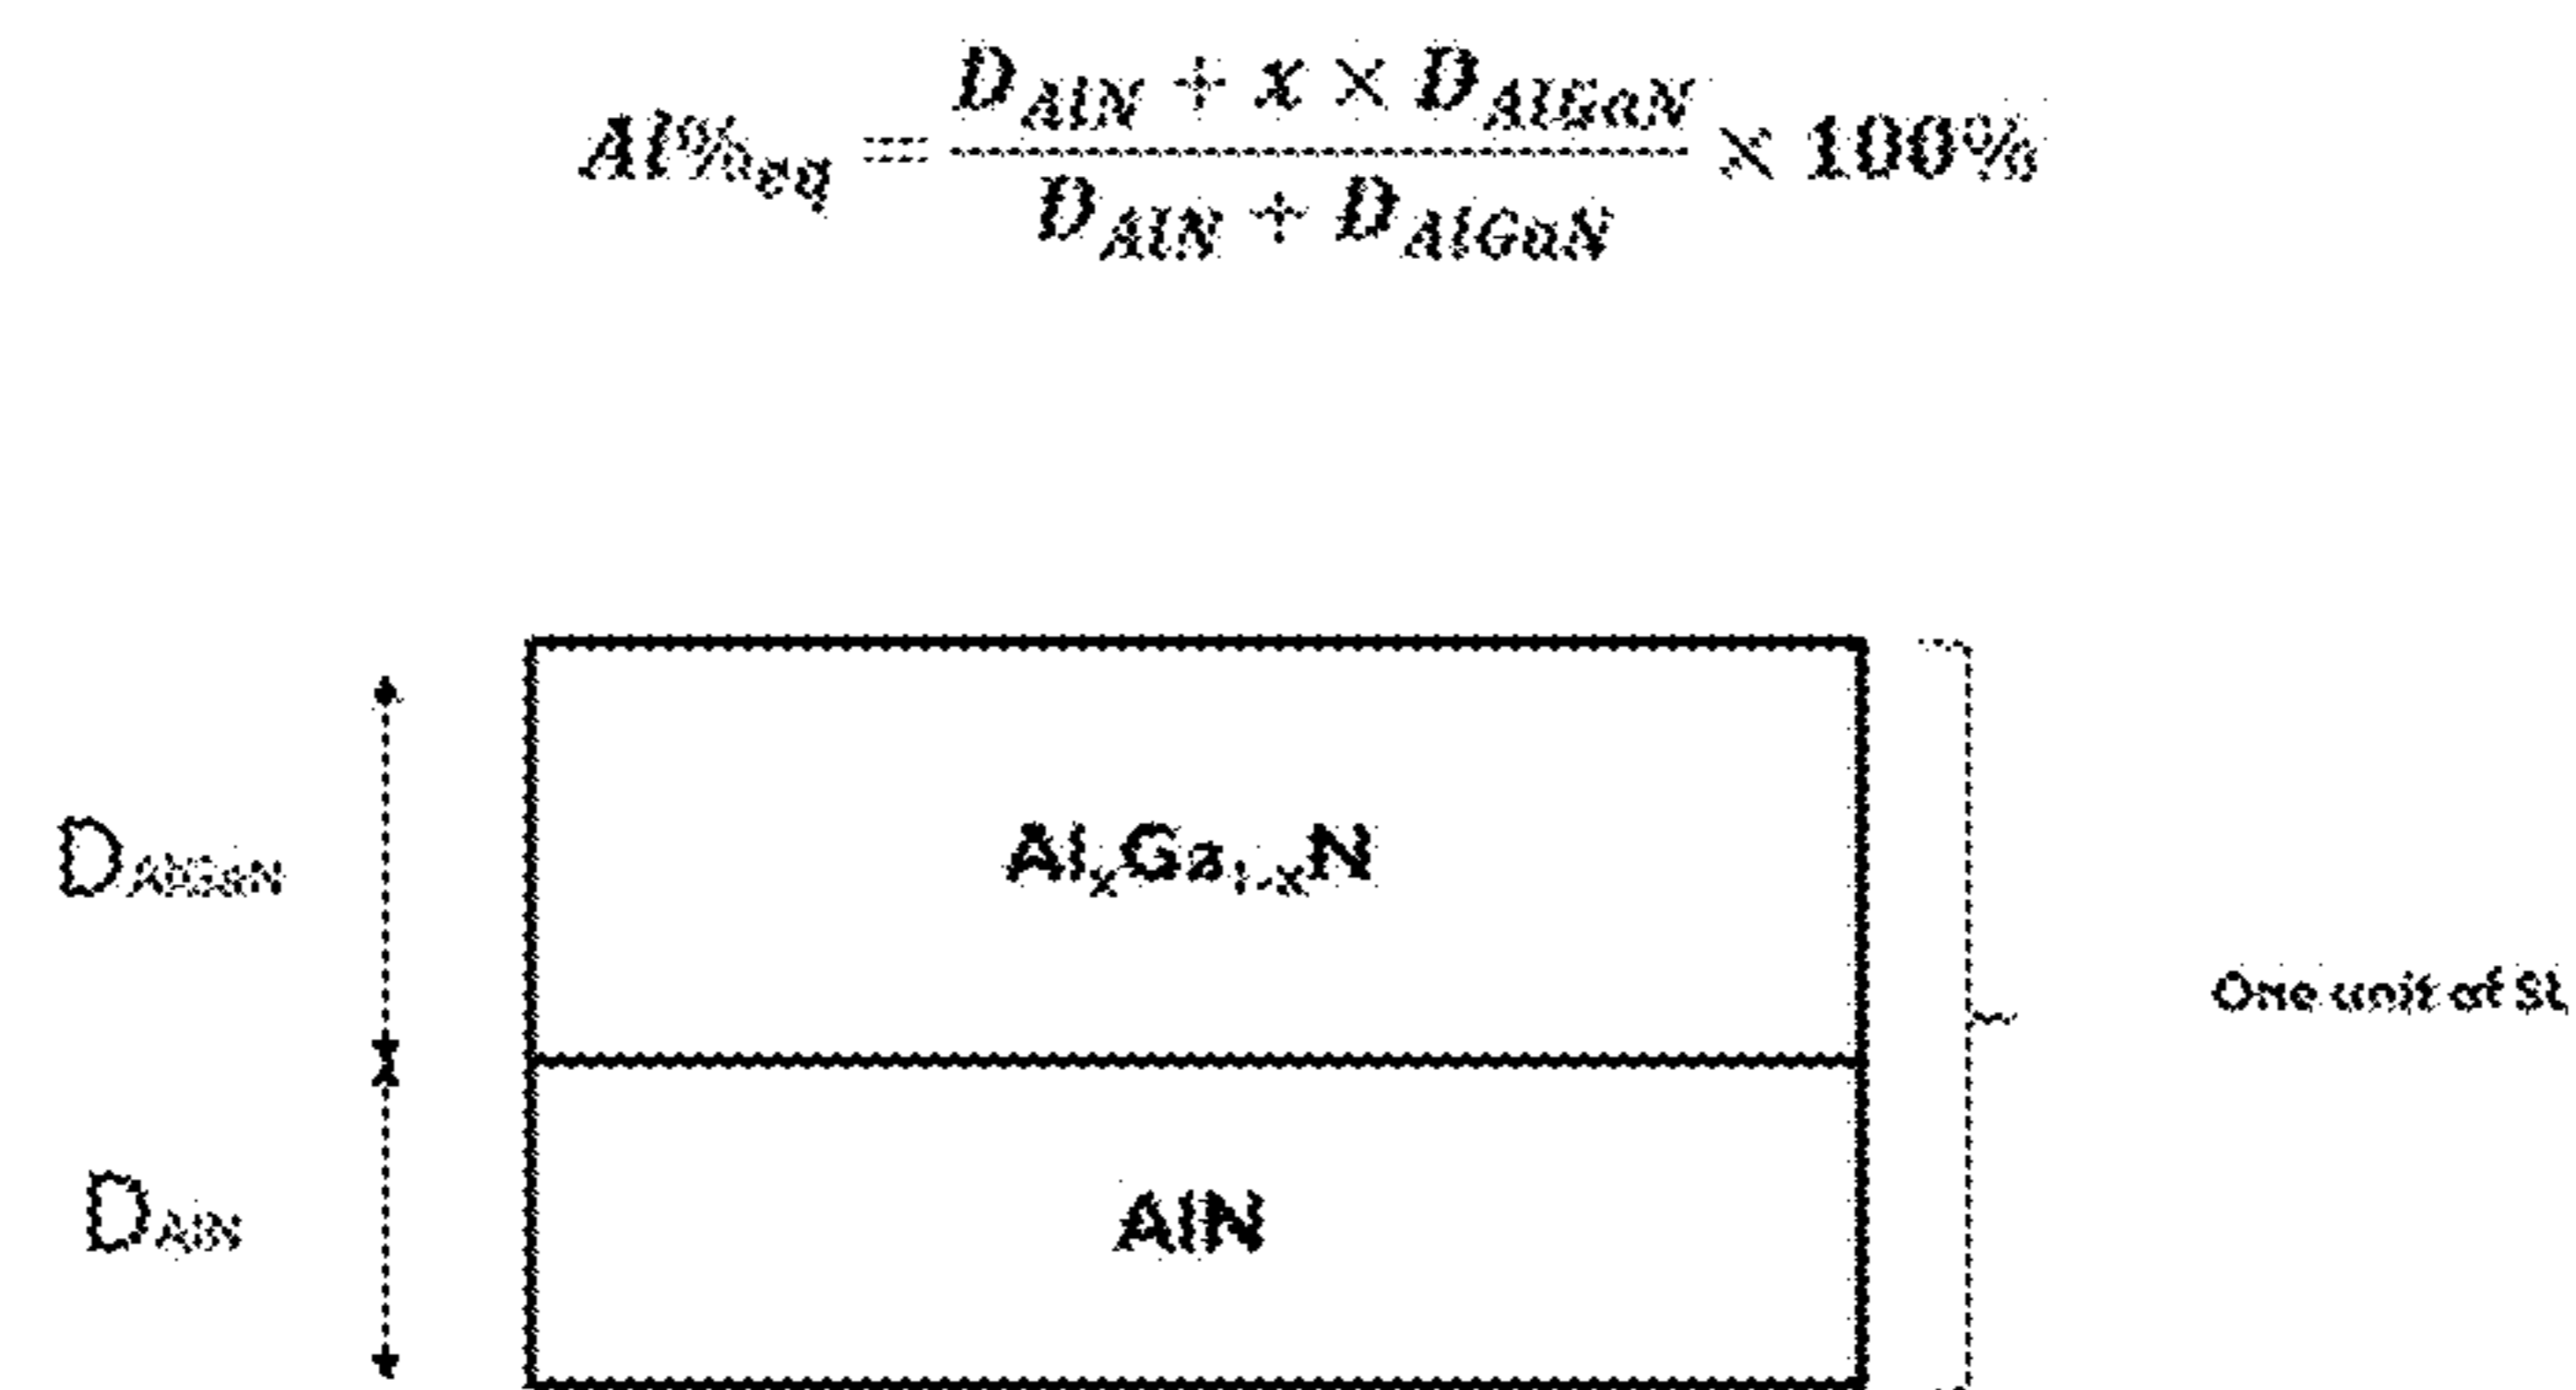 Al%eq = (D_AlN + x × D_AlGaN) / (D_AlN + D_AlGaN) × 100%
D_AlGaN
Al_xGa_1-xN
One unit of SL
D_AlN
AlN